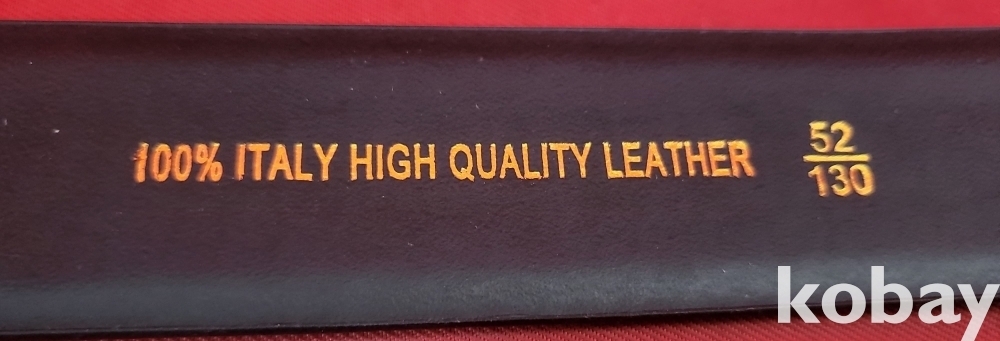 100% ITALY HIGH QUALITY LEATHER
52
130
kobay